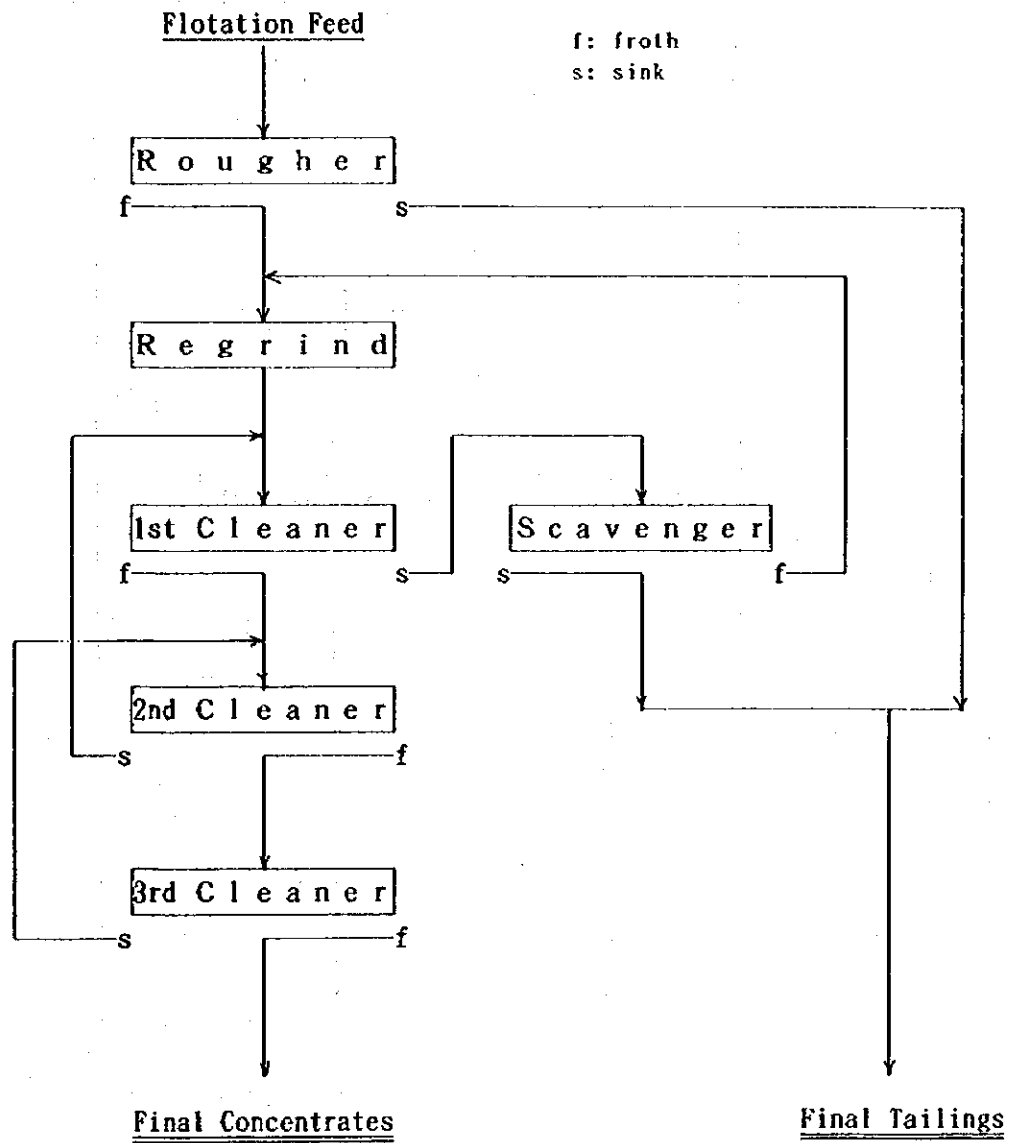 Flotation Feed
f: froth
s: sink
Rougher
f s
Regrind
1st Cleaner Scavenger
f s s f
2nd Cleaner
s f
3rd Cleaner
s f
Final Concentrates Final Tailings